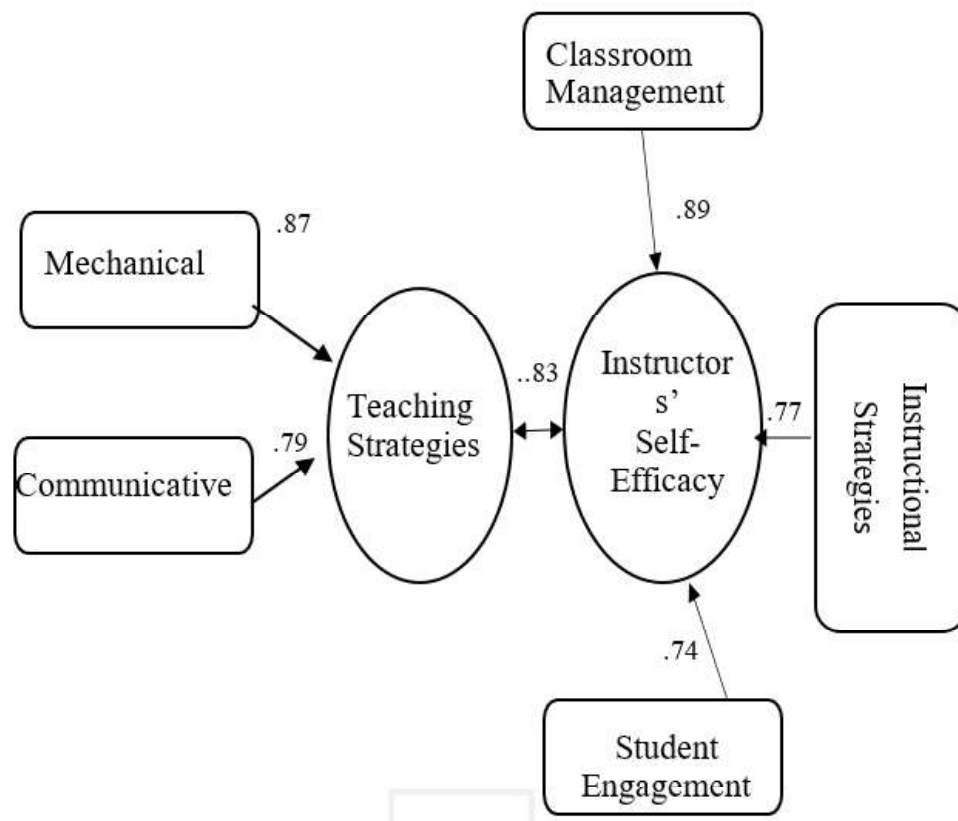 Classroom
Management
.89
.87
Mechanical
Communicative
.79
Teaching
Strategies
..83
Instructor
s’
Self-
Efficacy
.77
Instructional
Strategies
.74
Student
Engagement